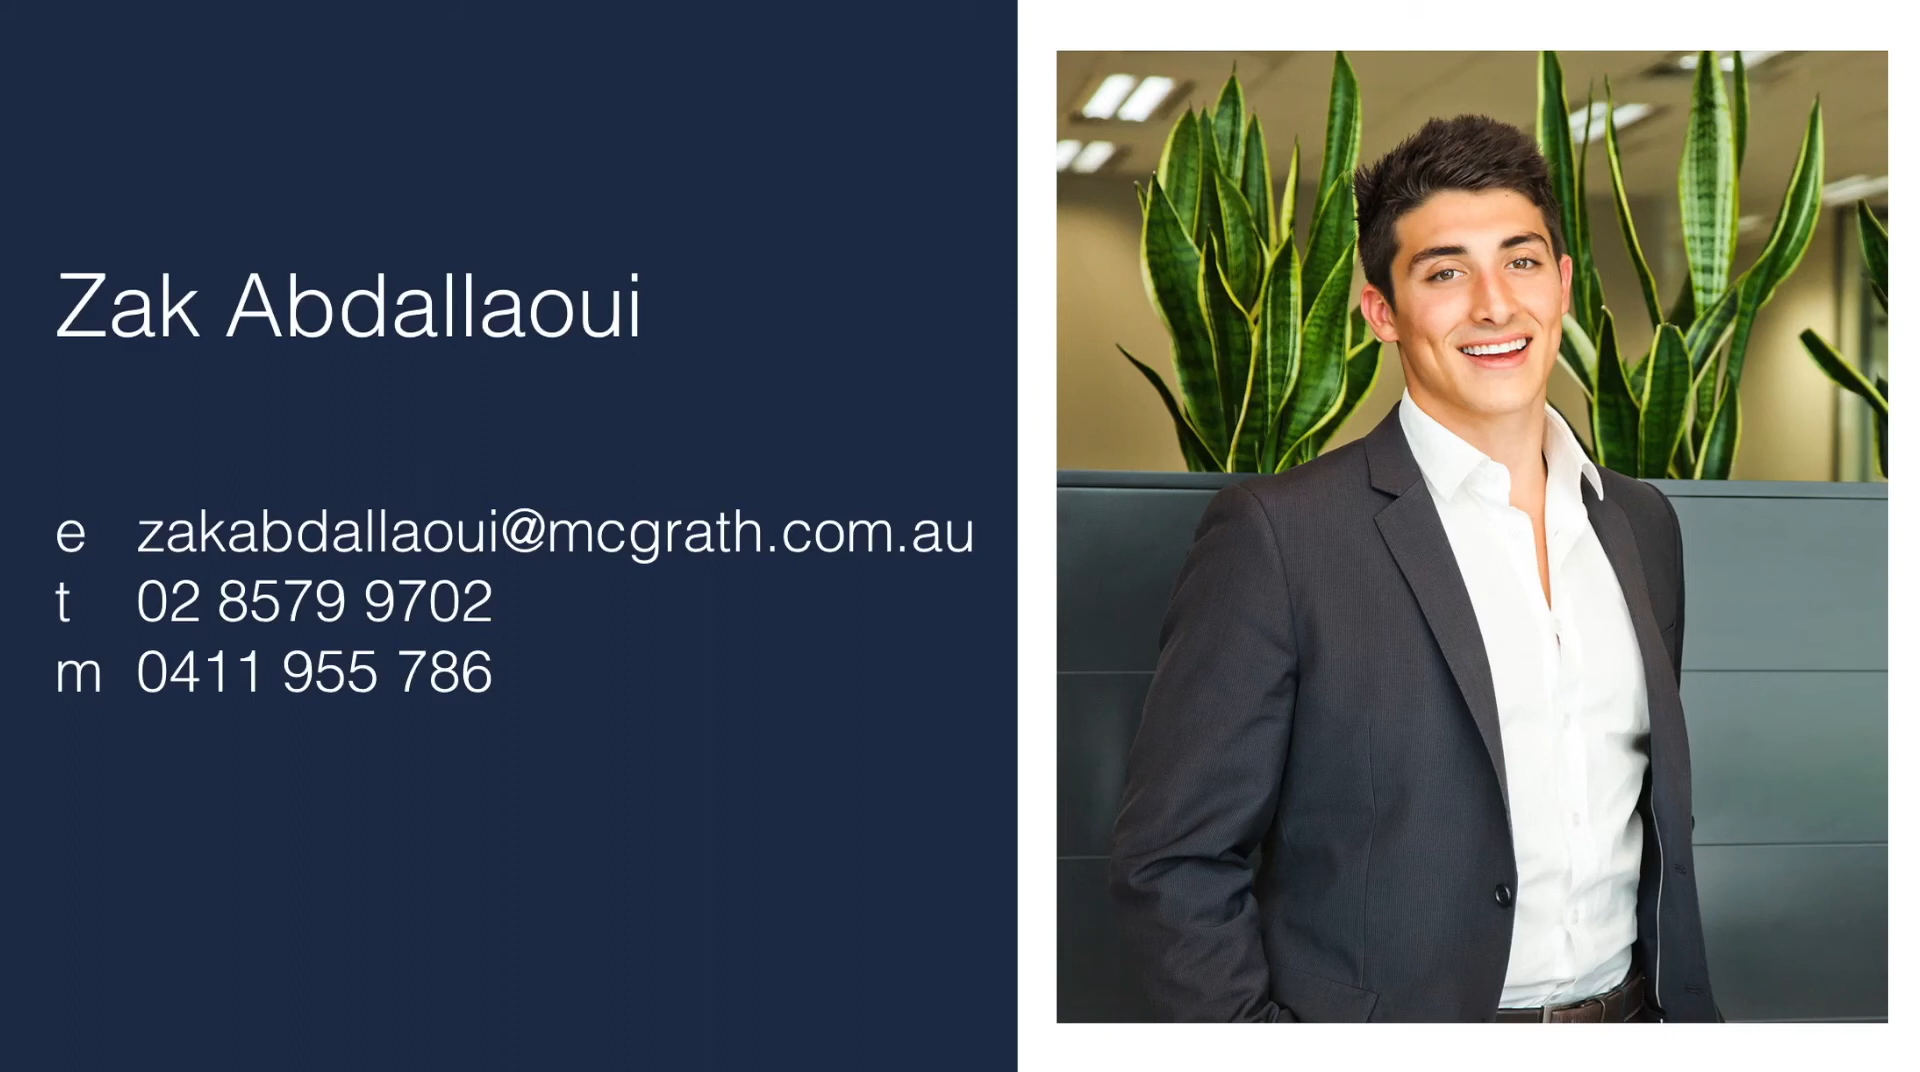 Zak Abdallaoui
e zakabdallaoui@mcgrath.com.au
t 02 8579 9702
m 0411 955 786